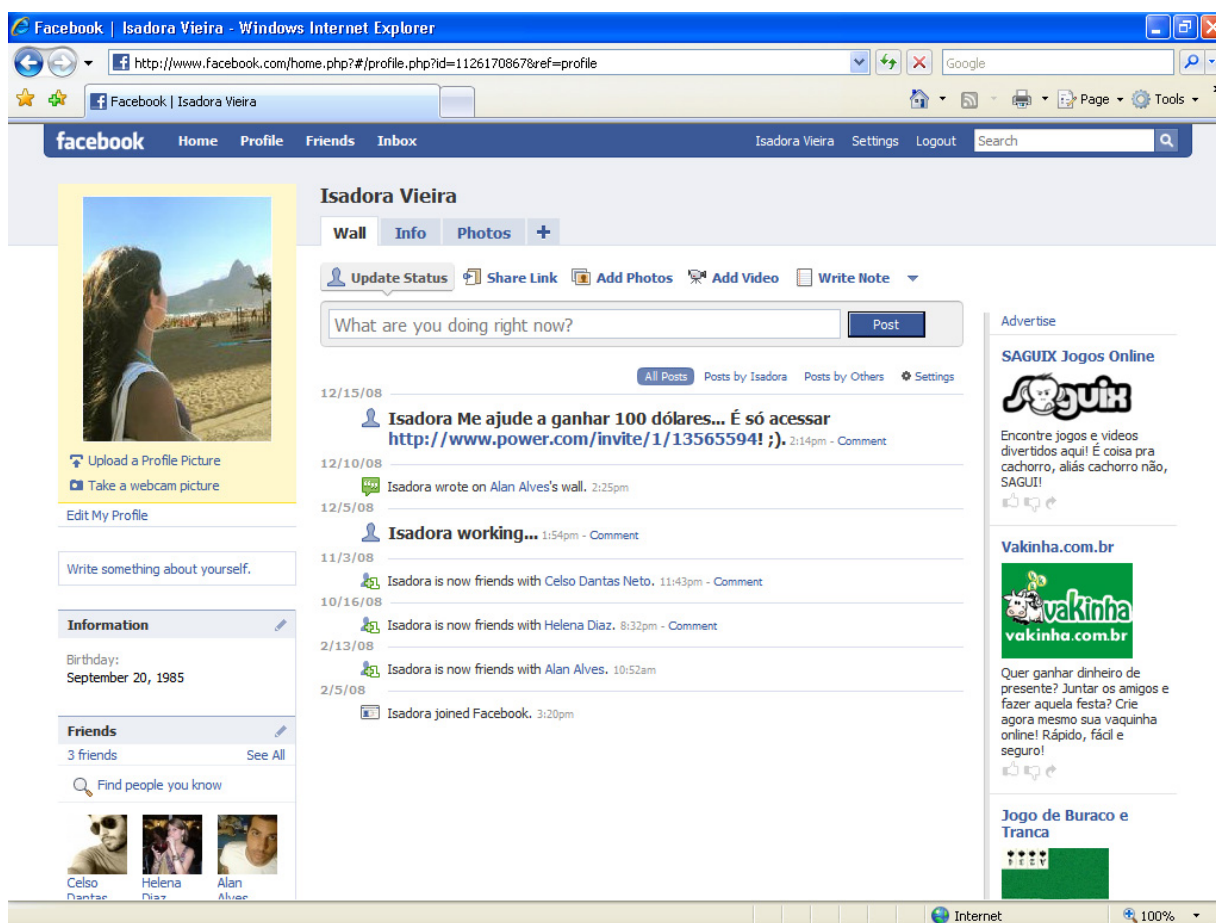 Facebook | Isadora Vieira - Windows Internet Explorer
http://www.facebook.com/home.php?#/profile.php?id=1126170867&ref=profile
Google
Facebook | Isadora Vieira
Page
Tools
facebook Home Profile Friends Inbox
Isadora Vieira Settings Logout Search
Isadora Vieira
Wall Info Photos +
Update Status Share Link Add Photos Add Video Write Note
What are you doing right now? Post
All Posts Posts by Isadora Posts by Others Settings
12/15/08
Isadora Me ajude a ganhar 100 dólares... É só acessar
http://www.power.com/invite/1/13565594! ;). 2:14pm - Comment
12/10/08
Isadora wrote on Alan Alves's wall. 2:25pm
12/5/08
Isadora working... 1:54pm - Comment
11/3/08
Isadora is now friends with Celso Dantas Neto. 11:43pm - Comment
10/16/08
Isadora is now friends with Helena Diaz. 8:32pm - Comment
2/13/08
Isadora is now friends with Alan Alves. 10:52am
2/5/08
Isadora joined Facebook. 3:20pm
Upload a Profile Picture
Take a webcam picture
Edit My Profile
Write something about yourself.
Information
Birthday:
September 20, 1985
Friends
3 friends See All
Find people you know
Celso Helena Alan
Dantas Diaz Alves
Advertise
SAGUIX Jogos Online
saguix
Encontre jogos e videos
divertidos aqui! É coisa pra
cachorro, aliás cachorro não,
SAGUI!
Vakinha.com.br
vakinha
vakinha.com.br
Quer ganhar dinheiro de
presente? Juntar os amigos e
fazer aquela festa? Crie
agora mesmo sua vaquinha
online! Rápido, fácil e
seguro!
Jogo de Buraco e
Tranca
Internet 100%